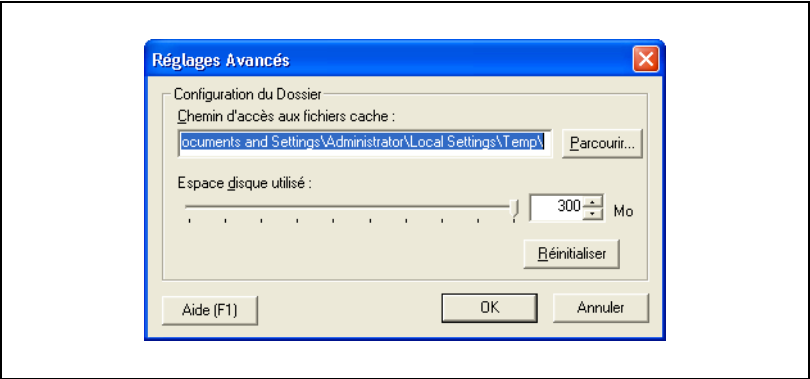 Réglages Avancés
Configuration du Dossier
Chemin d'accès aux fichiers cache :
ocuments and Settings\Administrator\Local Settings\Temp\
Parcourir...
Espace disque utilisé :
300
Mo
Réinitialiser
Aide (F1)
OK
Annuler